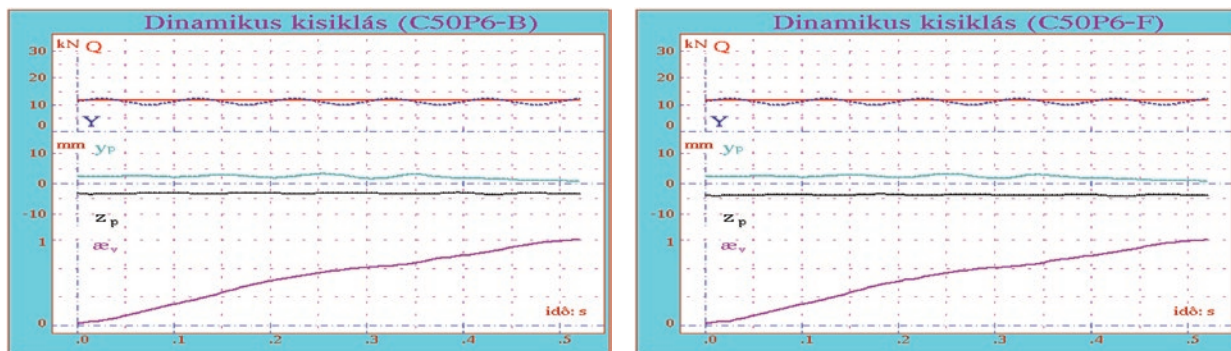 Dinamikus kisiklás (C50P6-B)
kN Q
30
20
10
0
Y
mm
yp
10
0
-10
zp
1
æv
0
idô: s
.0 .1 .2 .3 .4 .5
Dinamikus kisiklás (C50P6-F)
kN Q
30
20
10
0
Y
mm
yp
10
0
-10
zp
1
æv
0
idô: s
.0 .1 .2 .3 .4 .5